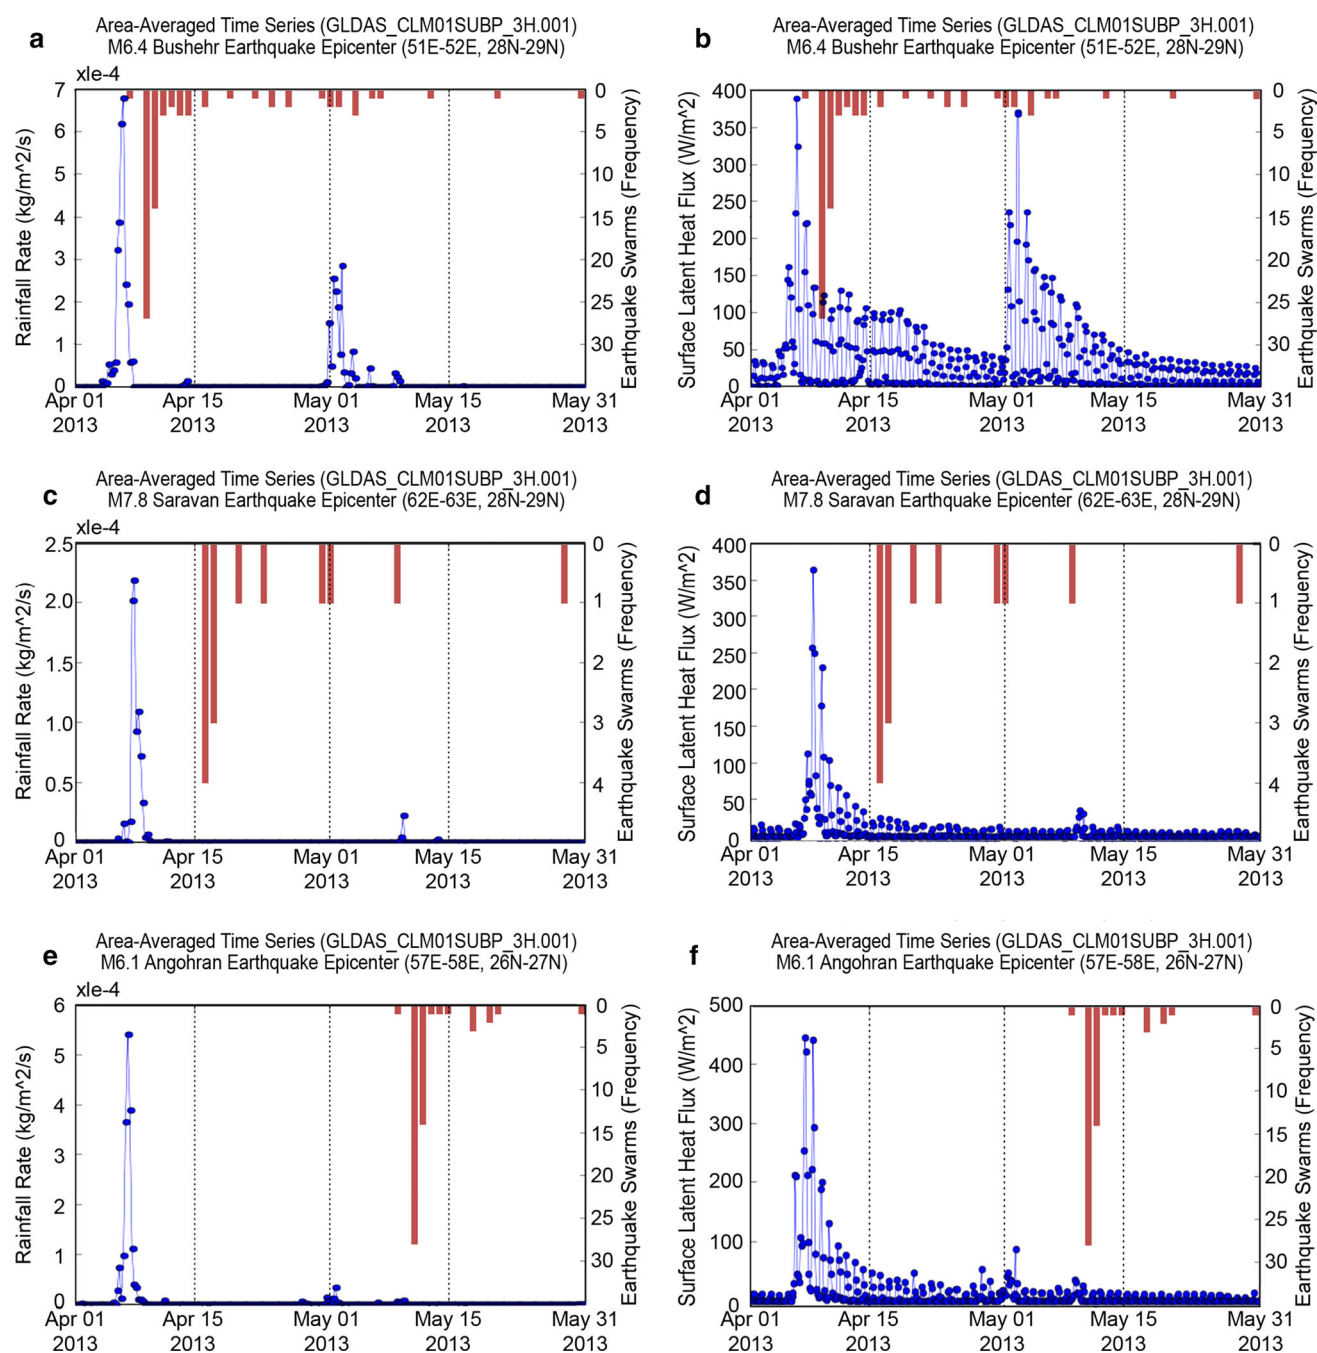 a
Area-Averaged Time Series (GLDAS_CLM01SUBP_3H.001)
M6.4 Bushehr Earthquake Epicenter (51E-52E, 28N-29N)
xle-4
7
6
5
4
3
2
1
0
Rainfall Rate (kg/m^2/s)
0
5
10
15
20
25
30
Earthquake Swarms (Frequency)
Apr 01 Apr 15 May 01 May 15 May 31
2013 2013 2013 2013 2013
b
Area-Averaged Time Series (GLDAS_CLM01SUBP_3H.001)
M6.4 Bushehr Earthquake Epicenter (51E-52E, 28N-29N)
400
350
300
250
200
150
100
50
0
Surface Latent Heat Flux (W/m^2)
0
5
10
15
20
25
30
Earthquake Swarms (Frequency
Apr 01 Apr 15 May 01 May 15 May 31
2013 2013 2013 2013 2013
c
Area-Averaged Time Series (GLDAS_CLM01SUBP_3H.001)
M7.8 Saravan Earthquake Epicenter (62E-63E, 28N-29N)
xle-4
2.5
2.0
1.5
1.0
0.5
0
Rainfall Rate (kg/m^2/s)
0
1
2
3
4
Earthquake Swarms (Frequency)
Apr 01 Apr 15 May 01 May 15 May 31
2013 2013 2013 2013 2013
d
Area-Averaged Time Series (GLDAS_CLM01SUBP_3H.001)
M7.8 Saravan Earthquake Epicenter (62E-63E, 28N-29N)
400
350
300
250
200
150
100
50
0
Surface Latent Heat Flux (W/m^2)
0
1
2
3
4
Earthquake Swarms (Frequency)
Apr 01 Apr 15 May 01 May 15 May 31
2013 2013 2013 2013 2013
e
Area-Averaged Time Series (GLDAS_CLM01SUBP_3H.001)
M6.1 Angohran Earthquake Epicenter (57E-58E, 26N-27N)
xle-4
6
5
4
3
2
1
0
Rainfall Rate (kg/m^2/s)
0
5
10
15
20
25
30
Earthquake Swarms (Frequency)
Apr 01 Apr 15 May 01 May 15 May 31
2013 2013 2013 2013 2013
f
Area-Averaged Time Series (GLDAS_CLM01SUBP_3H.001)
M6.1 Angohran Earthquake Epicenter (57E-58E, 26N-27N)
500
400
300
200
100
0
Surface Latent Heat Flux (W/m^2)
0
5
10
15
20
25
30
Earthquake Swarms (Frequency)
Apr 01 Apr 15 May 01 May 15 May 31
2013 2013 2013 2013 2013